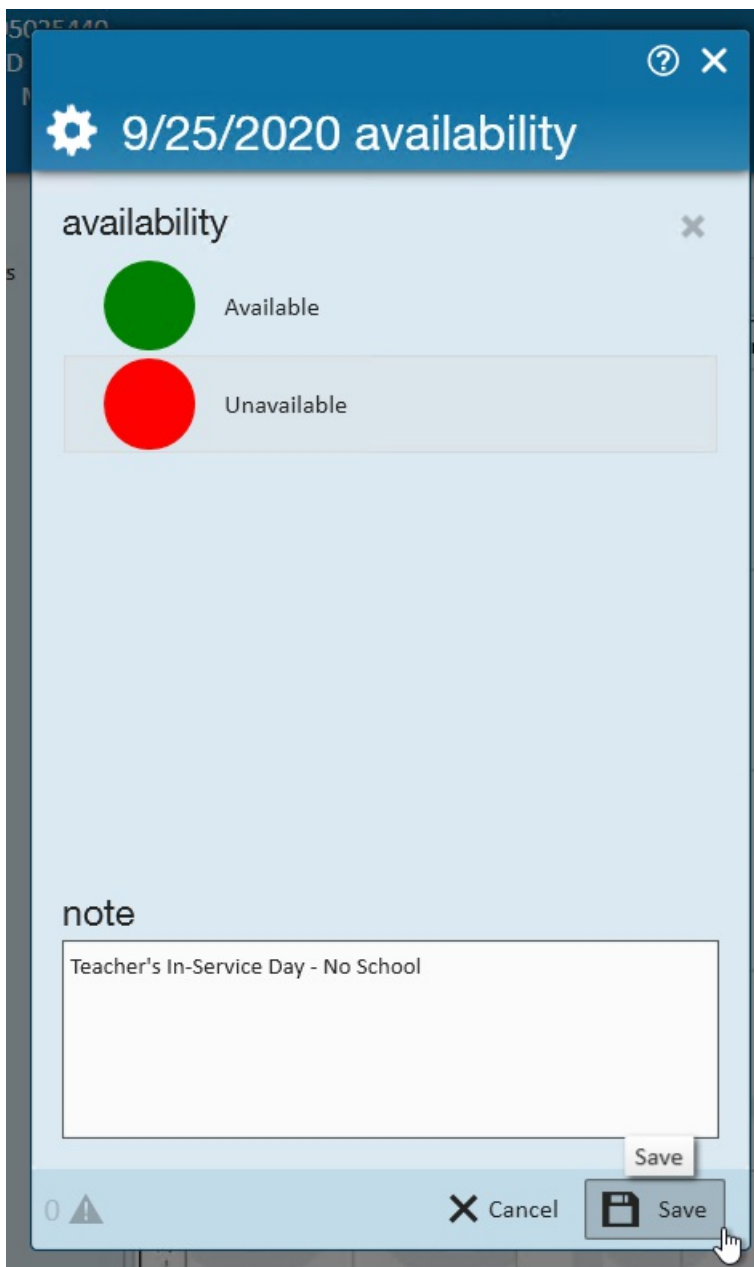 D
9/25/2020 availability
availability
s
Available
Unavailable
note
Teacher's In-Service Day - No School
Save
0
Cancel
Save